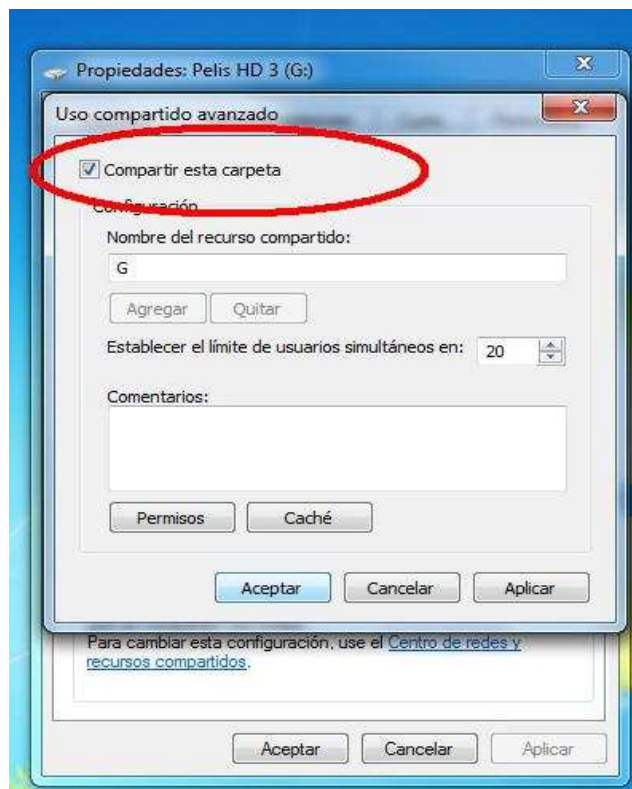 Propiedades: Pelis HD 3 (G:)
Uso compartido avanzado
Compartir esta carpeta
Configuración
Nombre del recurso compartido:
G
Agregar Quitar
Establecer el límite de usuarios simultáneos en: 20
Comentarios:
Permisos Caché
Aceptar Cancelar Aplicar
Para cambiar esta configuración, use el Centro de redes y
recursos compartidos.
Aceptar Cancelar Aplicar